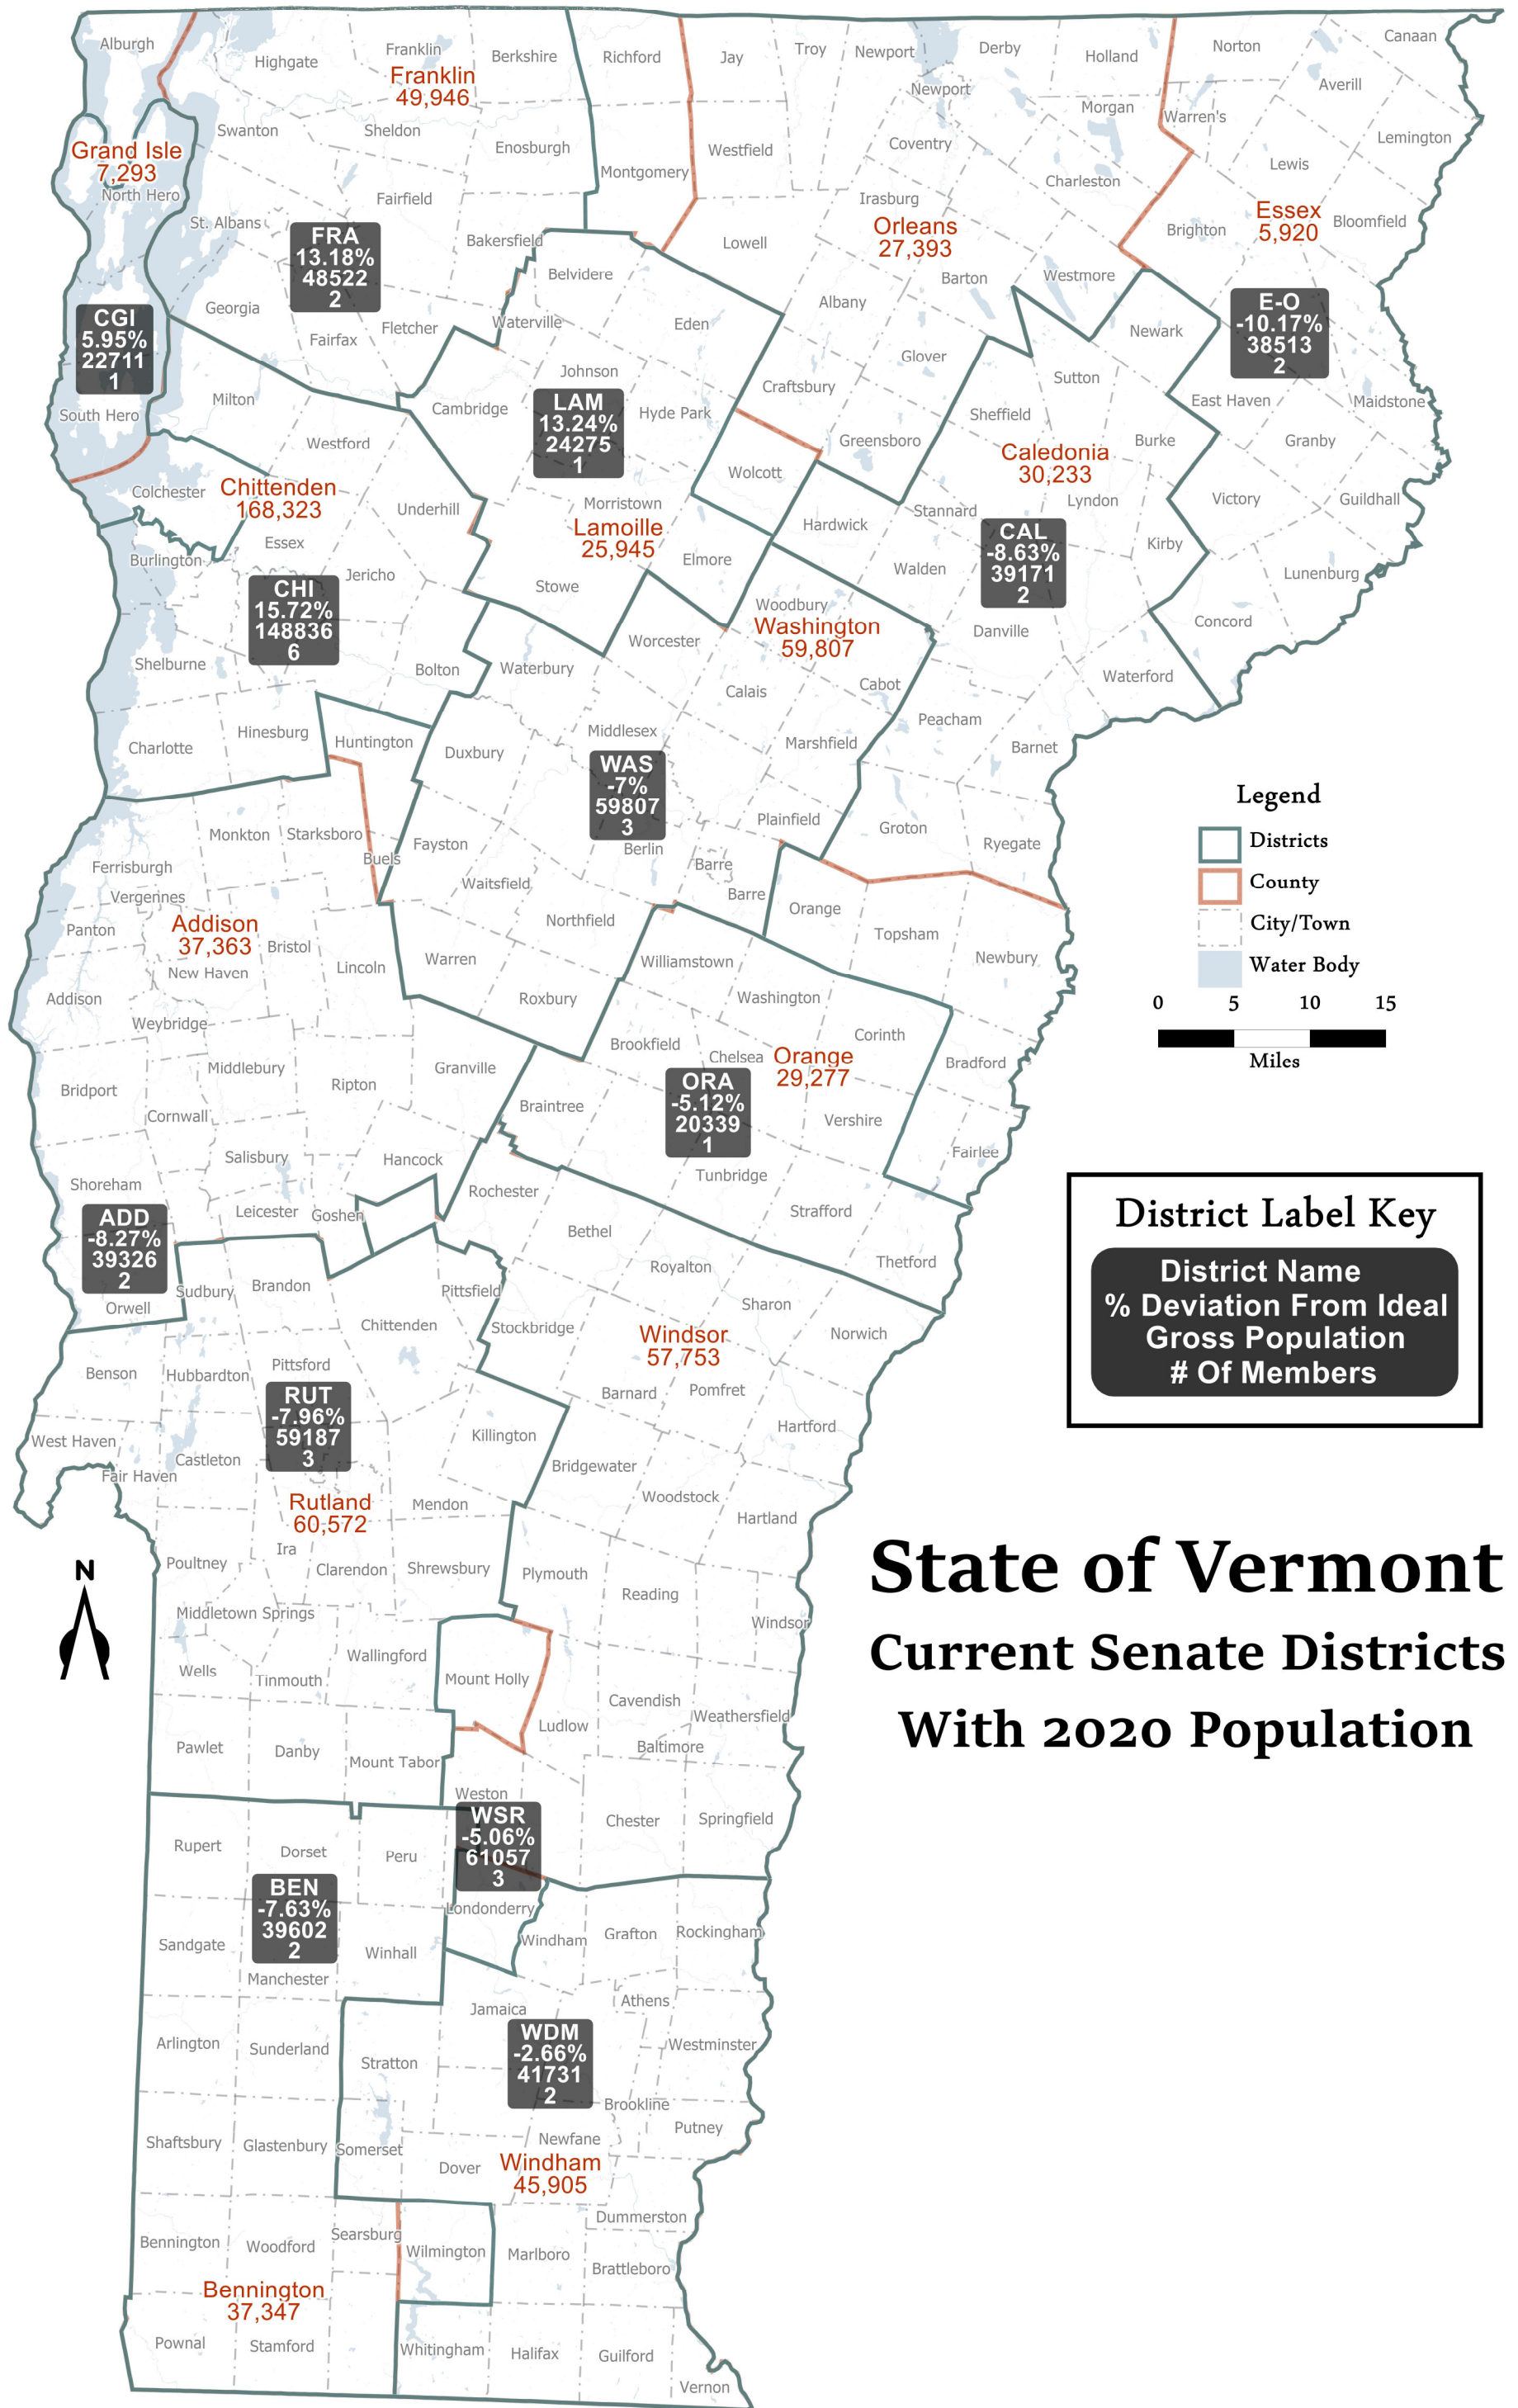 Alburgh
Highgate
Franklin
Berkshire
Richford
Jay
Troy
Newport
Derby
Holland
Norton
Canaan
Franklin
49,946
Newport
Averill
Morgan
Warren's
Swanton
Sheldon
Enosburgh
Westfield
Coventry
Lemington
Grand Isle
7,293
North Hero
Montgomery
Lewis
Charleston
Fairfield
Irasburg
Essex
5,920
Bloomfield
St. Albans
Bakersfield
Lowell
Orleans
27,393
Brighton
FRA
13.18%
48522
2
Belvidere
Barton
Westmore
Georgia
Waterville
Eden
Albany
E-O
-10.17%
38513
2
CGI
5.95%
22711
1
Fairfax
Fletcher
Newark
Glover
Johnson
Craftsbury
Sutton
Milton
Cambridge
LAM
13.24%
24275
1
Hyde Park
East Haven
Maidstone
South Hero
Sheffield
Westford
Greensboro
Caledonia
30,233
Burke
Granby
Wolcott
Colchester
Chittenden
168,323
Underhill
Morristown
Lamoille
25,945
Hardwick
Stannard
Lyndon
Victory
Guildhall
Essex
Elmore
CAL
-8.63%
39171
2
Kirby
Burlington
Jericho
CHI
15.72%
148836
6
Stowe
Walden
Lunenburg
Woodbury
Washington
59,807
Danville
Concord
Worcester
Shelburne
Bolton
Waterbury
Calais
Cabot
Waterford
Peacham
Hinesburg
Huntington
Middlesex
Charlotte
Duxbury
Marshfield
Barnet
WAS
-7%
59807
3
Plainfield
Groton
Ryegate
Monkton
Starksboro
Buels
Fayston
Berlin
Ferrisburgh
Barre
Waitsfield
Vergennes
Barre
Orange
Panton
Addison
37,363
Bristol
Northfield
Topsham
New Haven
Lincoln
Warren
Williamstown
Newbury
Addison
Roxbury
Washington
Weybridge
Corinth
Brookfield
Chelsea
Orange
29,277
Bradford
Middlebury
Ripton
Granville
Bridport
Cornwall
Braintree
ORA
-5.12%
20339
1
Vershire
Salisbury
Hancock
Fairlee
Shoreham
Rochester
Tunbridge
ADD
-8.27%
39326
2
Leicester
Goshen
Strafford
Bethel
Thetford
Royalton
Sudbury
Brandon
Pittsfield
Sharon
Orwell
Chittenden
Stockbridge
Windsor
57,753
Norwich
Benson
Hubbardton
Pittsford
RUT
-7.96%
59187
3
Barnard
Pomfret
Hartford
West Haven
Killington
Castleton
Bridgewater
Fair Haven
Rutland
60,572
Mendon
Woodstock
Hartland
Ira
Poultney
Clarendon
Shrewsbury
Plymouth
Reading
Middletown Springs
Windsor
Wallingford
Wells
Tinmouth
Mount Holly
Cavendish
Weathersfield
Ludlow
Pawlet
Danby
Mount Tabor
Baltimore
Weston
WSR
-5.06%
61057
3
Chester
Springfield
Rupert
Dorset
Peru
BEN
-7.63%
39602
2
Londonderry
Grafton
Rockingham
Windham
Sandgate
Winhall
Manchester
Jamaica
Athens
Arlington
Sunderland
WDM
-2.66%
41731
2
Westminster
Stratton
Brookline
Putney
Shaftsbury
Glastenbury
Somerset
Newfane
Dover
Windham
45,905
Dummerston
Searsburg
Bennington
Woodford
Wilmington
Marlboro
Brattleboro
Bennington
37,347
Pownal
Stamford
Whitingham
Halifax
Guilford
Vernon
N
Legend
Districts
County
City/Town
Water Body
0 5 10 15
Miles
District Label Key
District Name
% Deviation From Ideal
Gross Population
# Of Members
State of Vermont
Current Senate Districts
With 2020 Population